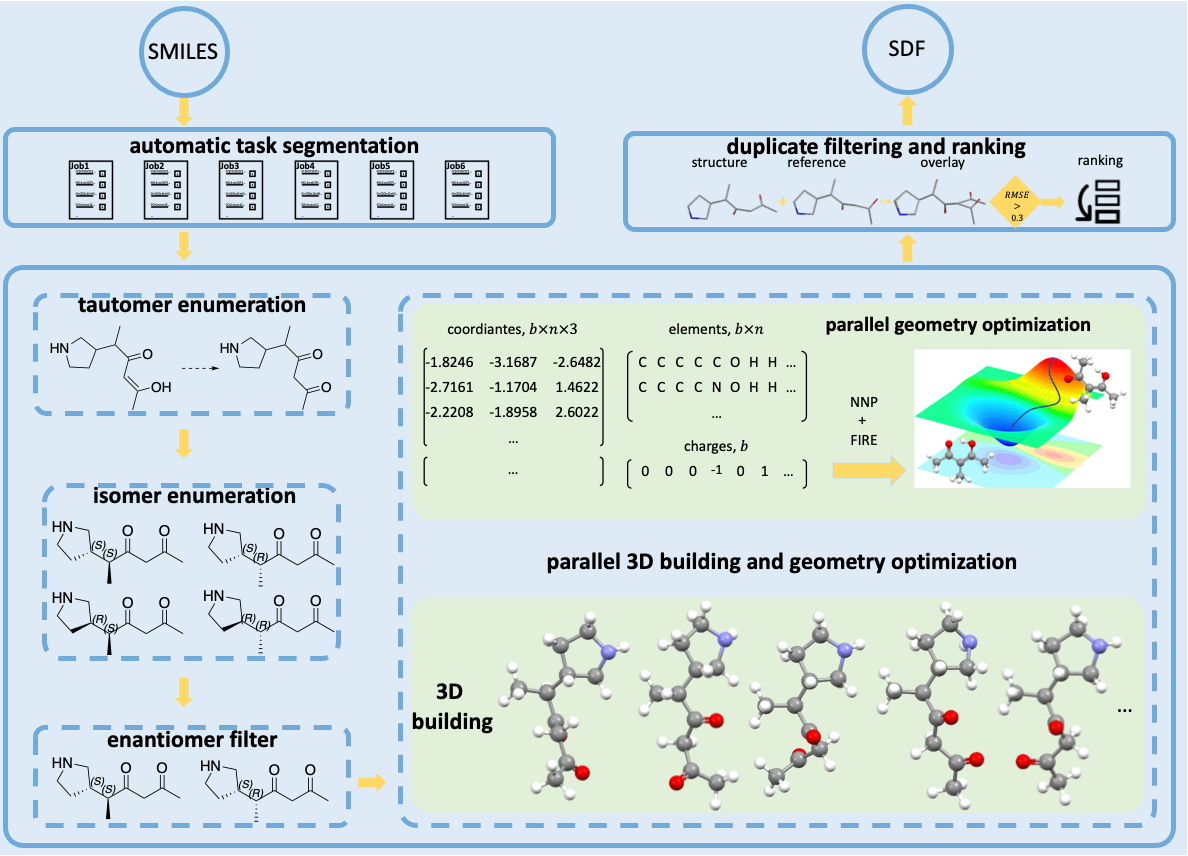 SMILES
SDF
automatic task segmentation
Job1 Job2 Job3 Job4 Job5 Job6
duplicate filtering and ranking
structure reference overlay ranking
+
RMSE
>
0.3
tautomer enumeration
HN O OH
HN O O
isomer enumeration
HN (S) (S) O O
HN (S) (R) O O
HN (R) (S) O O
HN (R) (R) O O
enantiomer filter
HN (S) (S) O O
HN (S) (R) O O
coordiantes, b×n×3
-1.8246 -3.1687 -2.6482
-2.7161 -1.1704 1.4622
-2.2208 -1.8958 2.6022
...
...
elements, b×n
C C C C C O H H ...
C C C C N O H H ...
...
charges, b
0 0 0 -1 0 1 ...
parallel geometry optimization
NNP
+
FIRE
parallel 3D building and geometry optimization
3D
building
...